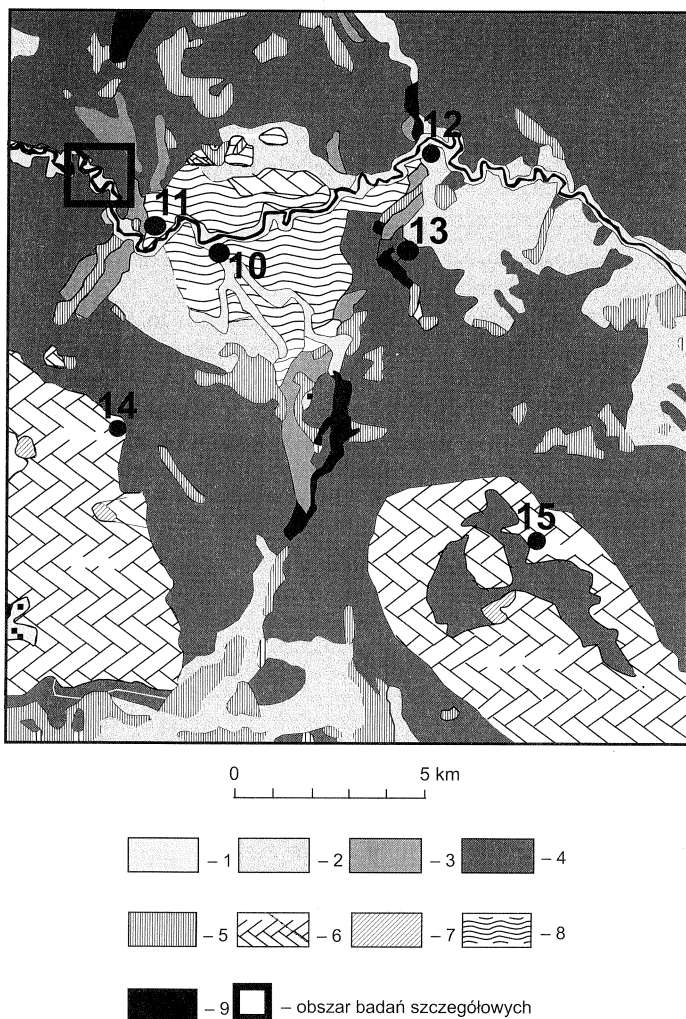 12
11
13
10
14
15
0 5 km
– 1 – 2 – 3 – 4
– 5 – 6 – 7 – 8
– 9 – obszar badań szczegółowych